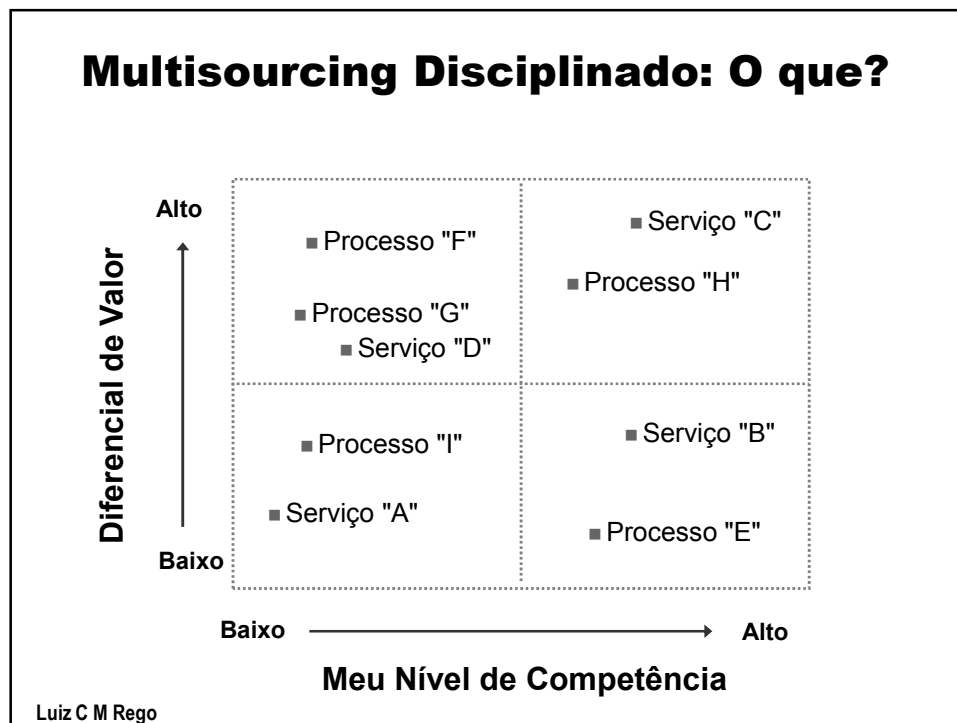 Multisourcing Disciplinado: O que?
Alto
Diferencial de Valor
Baixo
Processo "F"
Processo "G"
Serviço "D"
Serviço "C"
Processo "H"
Processo "I"
Serviço "A"
Serviço "B"
Processo "E"
Baixo
Alto
Meu Nível de Competência
Luiz C M Rego